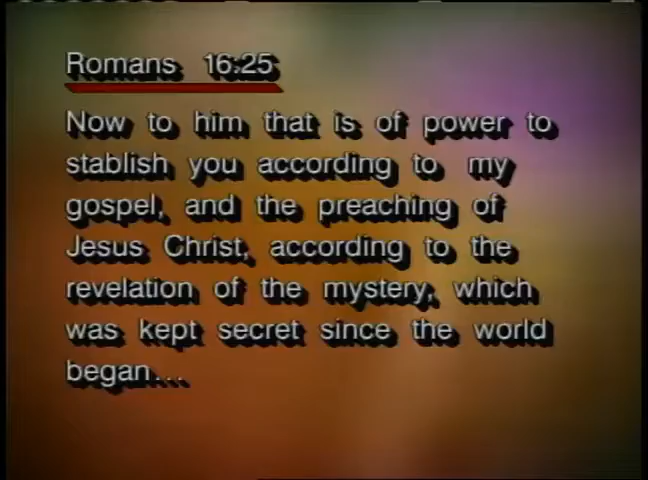 Romans 16:25
Now to him that is of power to
stablish you according to my
gospel, and the preaching of
Jesus Christ, according to the
revelation of the mystery, which
was kept secret since the world
began...